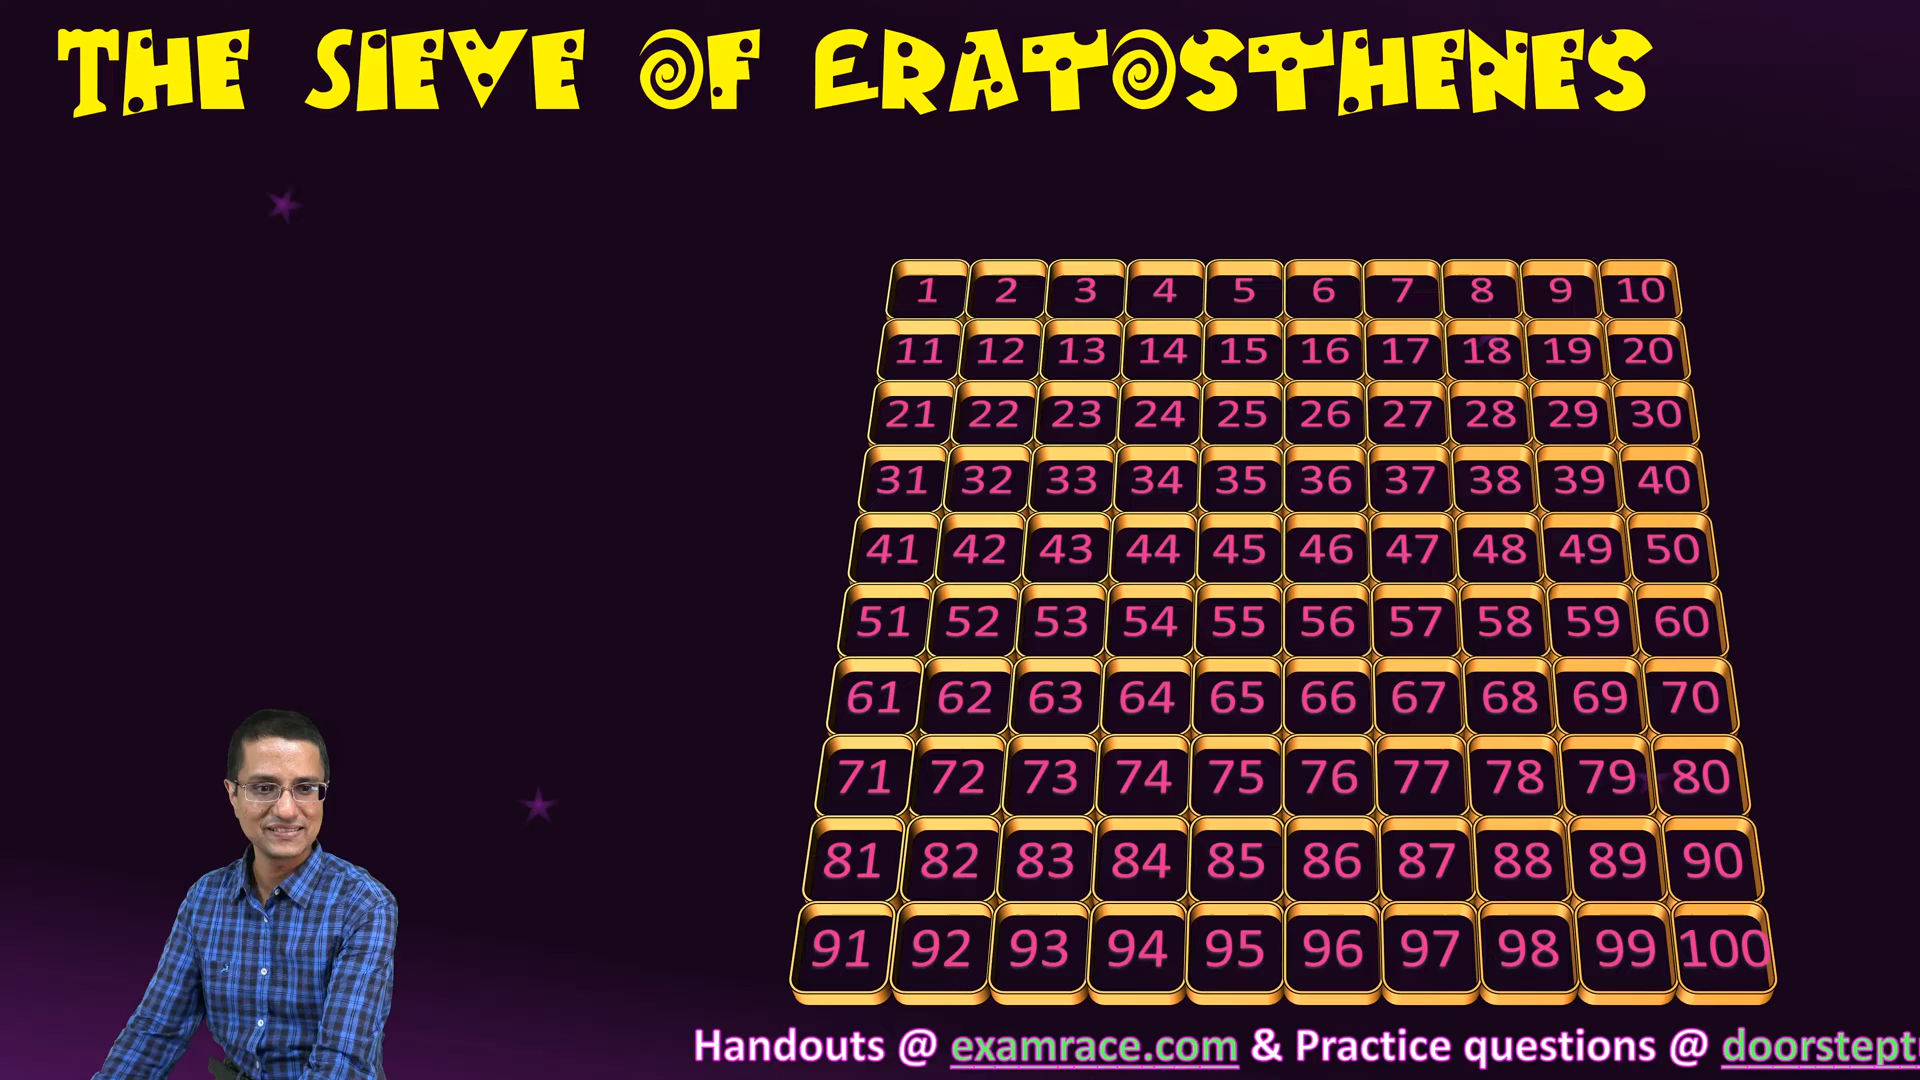 THE SIEVE OF ERATOSTHENES
1 2 3 4 5 6 7 8 9 10
11 12 13 14 15 16 17 18 19 20
21 22 23 24 25 26 27 28 29 30
31 32 33 34 35 36 37 38 39 40
41 42 43 44 45 46 47 48 49 50
51 52 53 54 55 56 57 58 59 60
61 62 63 64 65 66 67 68 69 70
71 72 73 74 75 76 77 78 79 80
81 82 83 84 85 86 87 88 89 90
91 92 93 94 95 96 97 98 99 100
Handouts @ examrace.com & Practice questions @